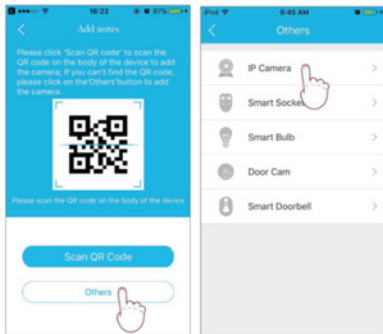 16:22
67%
Add notes
Please click 'Scan QR code' to scan the
QR code on the body of the device to add
the camera; If you can't find the QR code,
please click on the'Others'button to add
the camera.
Please scan the QR code on the body of the device
Scan QR Code
Others
iPod
9:45 AM
Others
IP Camera
Smart Socket
Smart Bulb
Door Cam
Smart Doorbell